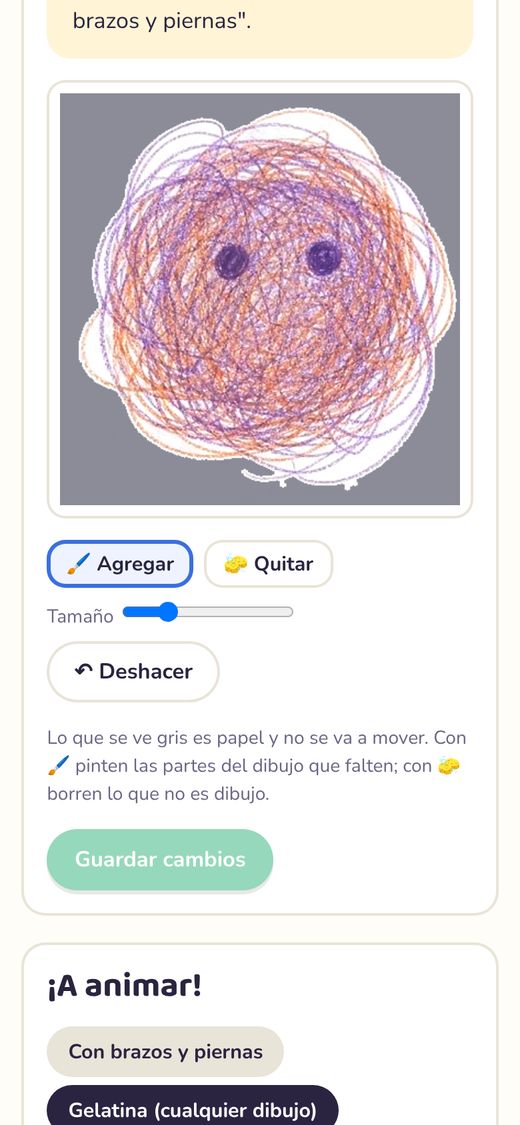 brazos y piernas".
Agregar
Quitar
Tamaño
↶ Deshacer
Lo que se ve gris es papel y no se va a mover. Con
🖌️ pinten las partes del dibujo que falten; con 🧽
borren lo que no es dibujo.
Guardar cambios
¡A animar!
Con brazos y piernas
Gelatina (cualquier dibujo)